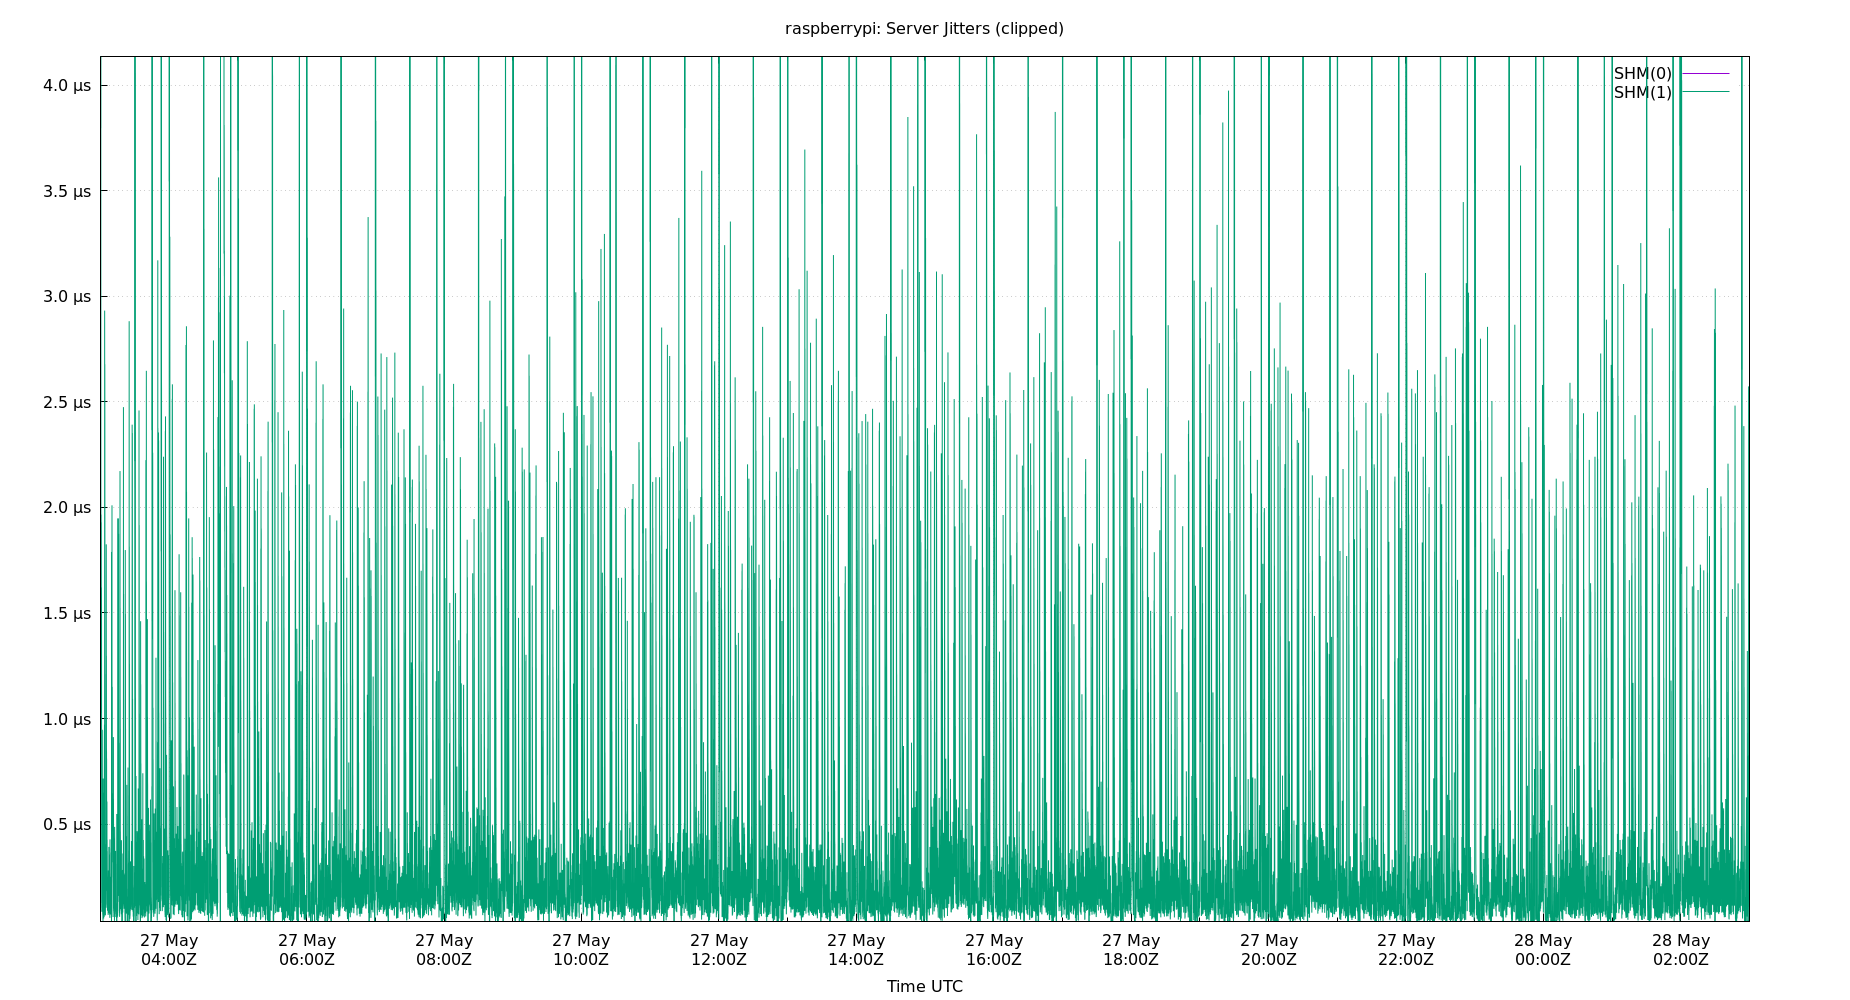 raspberrypi: Server Jitters (clipped)
SHM(0)
SHM(1)
4.0 µs
3.5 µs
3.0 µs
2.5 µs
2.0 µs
1.5 µs
1.0 µs
0.5 µs
27 May 27 May 27 May 27 May 27 May 27 May 27 May 27 May 27 May 27 May 28 May 28 May
04:00Z 06:00Z 08:00Z 10:00Z 12:00Z 14:00Z 16:00Z 18:00Z 20:00Z 22:00Z 00:00Z 02:00Z
Time UTC